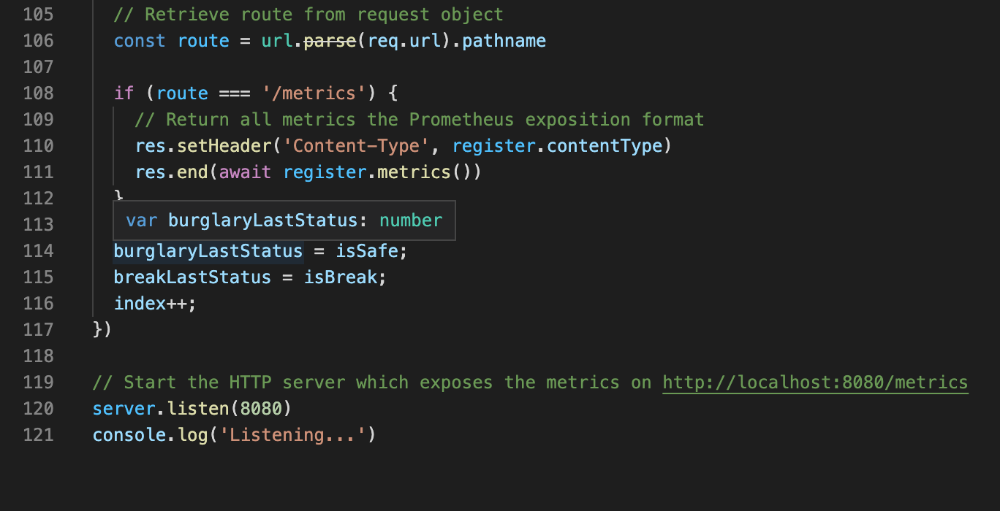 105 // Retrieve route from request object
106 const route = url.parse(req.url).pathname
107
108 if (route === '/metrics') {
109 // Return all metrics the Prometheus exposition format
110 res.setHeader('Content-Type', register.contentType)
111 res.end(await register.metrics())
112 }
113 var burglaryLastStatus: number
114 burglaryLastStatus = isSafe;
115 breakLastStatus = isBreak;
116 index++;
117 })
118
119 // Start the HTTP server which exposes the metrics on http://localhost:8080/metrics
120 server.listen(8080)
121 console.log('Listening...')